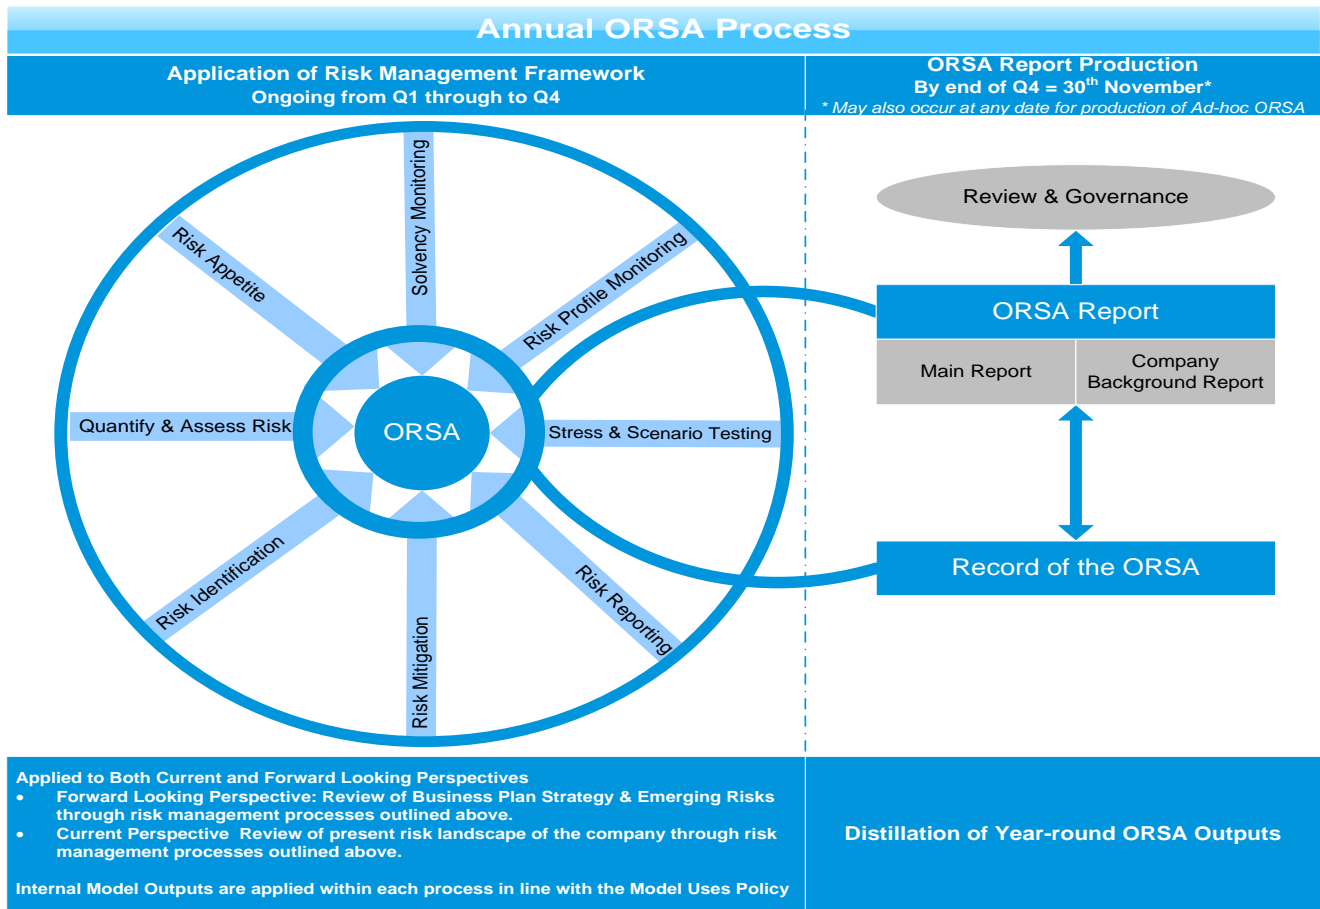 Annual ORSA Process
Application of Risk Management Framework
Ongoing from Q1 through to Q4
ORSA Report Production
By end of Q4 = 30th November*
* May also occur at any date for production of Ad-hoc ORSA
Solvency Monitoring
Risk Appetite
Risk Profile Monitoring
Quantify & Assess Risk
ORSA
Stress & Scenario Testing
Risk Identification
Risk Mitigation
Risk Reporting
Review & Governance
ORSA Report
Main Report
Company
Background Report
Record of the ORSA
Applied to Both Current and Forward Looking Perspectives
• Forward Looking Perspective: Review of Business Plan Strategy & Emerging Risks
through risk management processes outlined above.
• Current Perspective Review of present risk landscape of the company through risk
management processes outlined above.
Internal Model Outputs are applied within each process in line with the Model Uses Policy
Distillation of Year-round ORSA Outputs